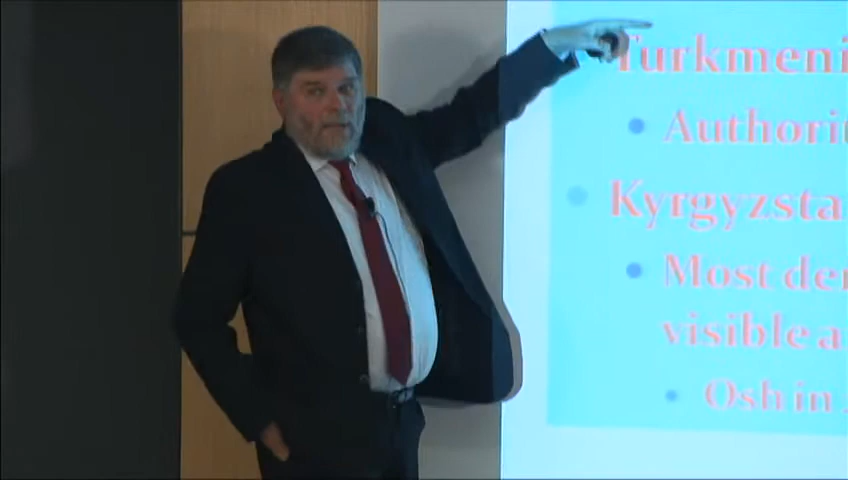 Turkmeni
Authorit
Kyrgyzsta
Most de
visible a
Osh in